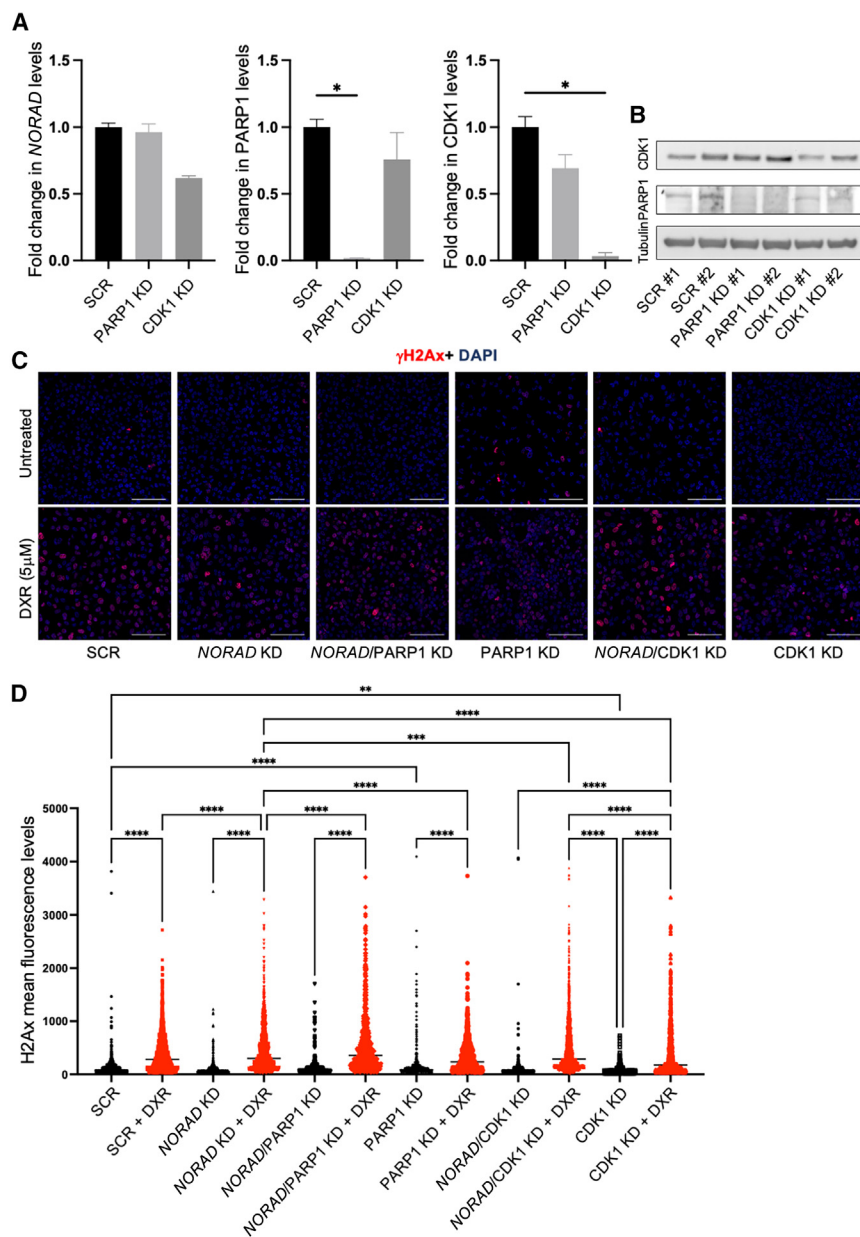 A
Fold change in NORAD levels
1.5
1.0
0.5
0.0
SCR
PARP1 KD
CDK1 KD
Fold change in PARP1 levels
1.5
1.0
0.5
0.0
*
SCR
PARP1 KD
CDK1 KD
Fold change in CDK1 levels
1.5
1.0
0.5
0.0
*
SCR
PARP1 KD
CDK1 KD
B
CDK1
PARP1
Tubulin
SCR #1
SCR #2
PARP1 KD #1
PARP1 KD #2
CDK1 KD #1
CDK1 KD #2
γH2Ax+ DAPI
C
Untreated
DXR (5μM)
SCR
NORAD KD
NORAD/PARP1 KD
PARP1 KD
NORAD/CDK1 KD
CDK1 KD
D
**
****
***
****
****
****
****
****
****
****
****
****
****
****
****
H2Ax mean fluorescence levels
5000
4000
3000
2000
1000
0
SCR
SCR + DXR
NORAD KD
NORAD KD + DXR
NORAD/PARP1 KD
NORAD/PARP1 KD + DXR
PARP1 KD
PARP1 KD + DXR
NORAD/CDK1 KD
NORAD/CDK1 KD + DXR
CDK1 KD
CDK1 KD + DXR